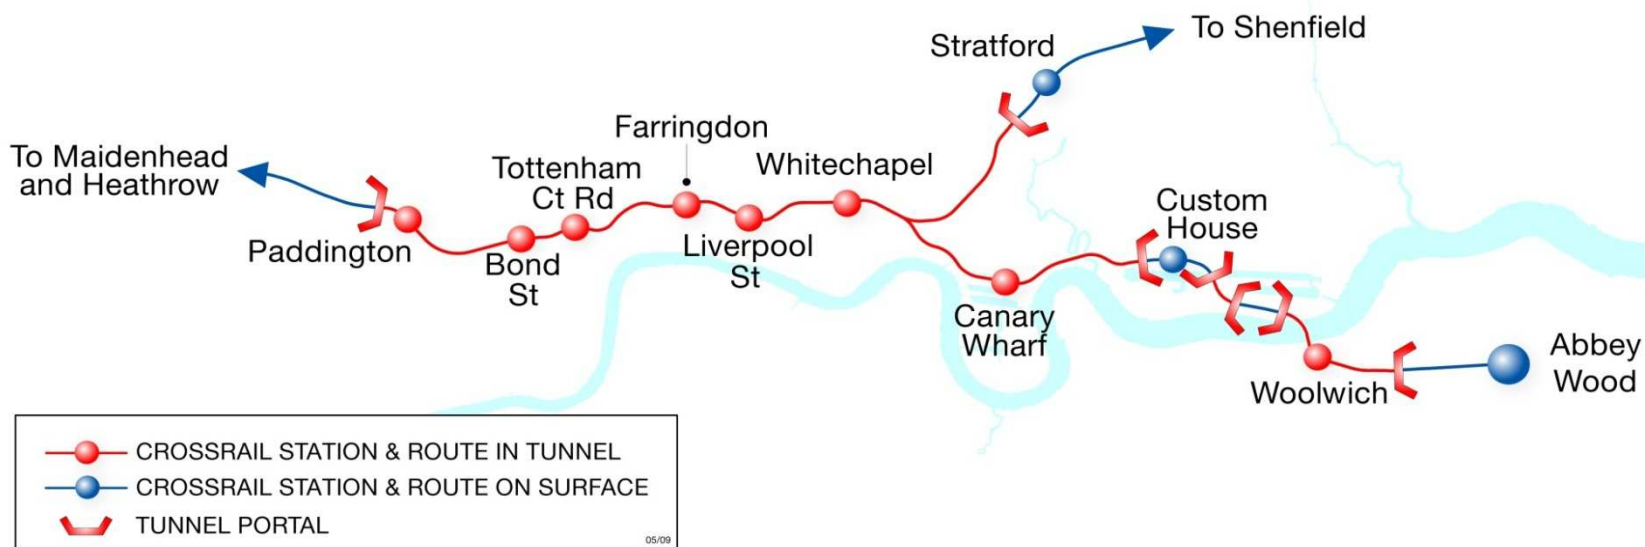 To Shenfield
Stratford
Farringdon
To Maidenhead
and Heathrow
Tottenham
Ct Rd
Whitechapel
Custom
House
Paddington
Bond
St
Liverpool
St
Canary
Wharf
Abbey
Wood
Woolwich
CROSSRAIL STATION & ROUTE IN TUNNEL
CROSSRAIL STATION & ROUTE ON SURFACE
TUNNEL PORTAL
05/09